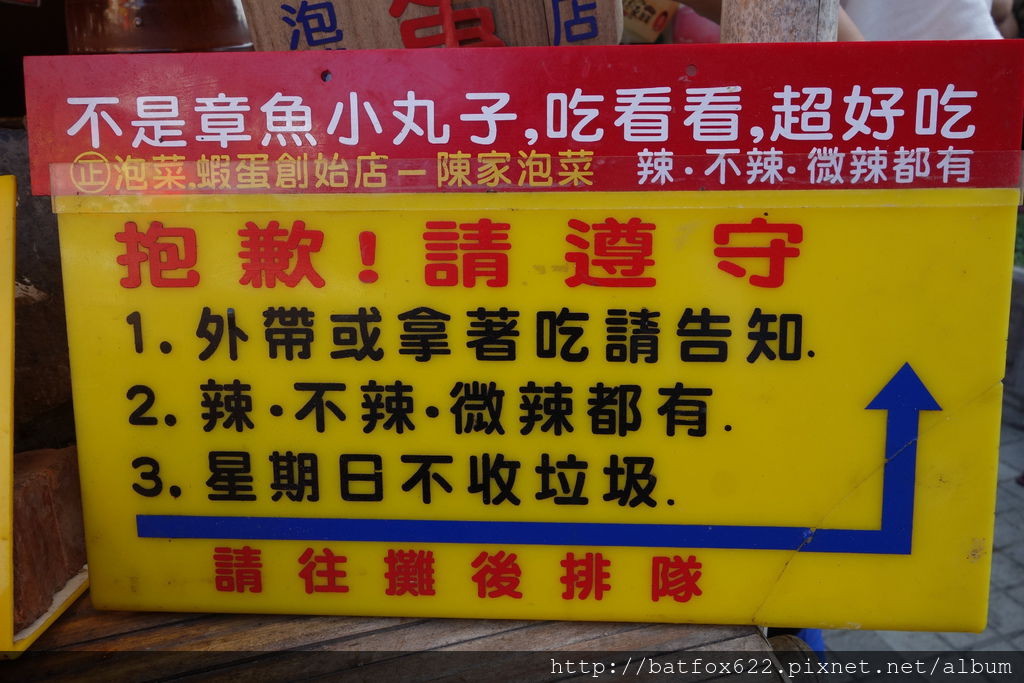 泡 蛋 店
不是章魚小丸子,吃看看,超好吃
㊣泡菜.蝦蛋創始店－陳家泡菜 辣·不辣·微辣都有
抱歉!請遵守
1.外帶或拿著吃請告知.
2.辣·不辣·微辣都有.
3.星期日不收垃圾.
請往攤後排隊
http://batfox622.pixnet.net/album